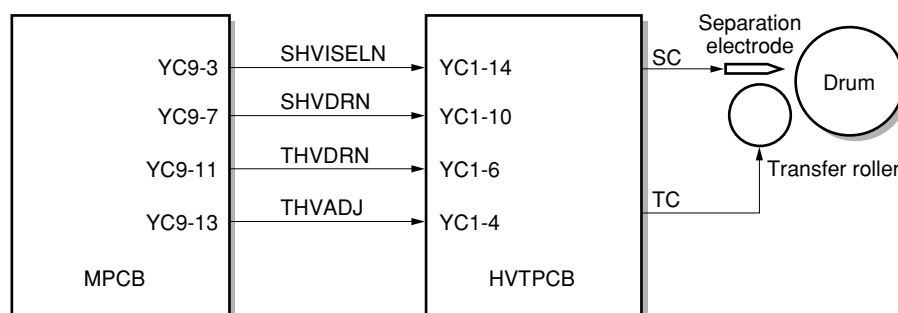 Separation
electrode
SHVISELN
SC
YC9-3
YC1-14
Drum
SHVDRN
YC9-7
YC1-10
THVDRN
YC9-11
YC1-6
Transfer roller
THVADJ
TC
YC9-13
YC1-4
MPCB
HVTPCB